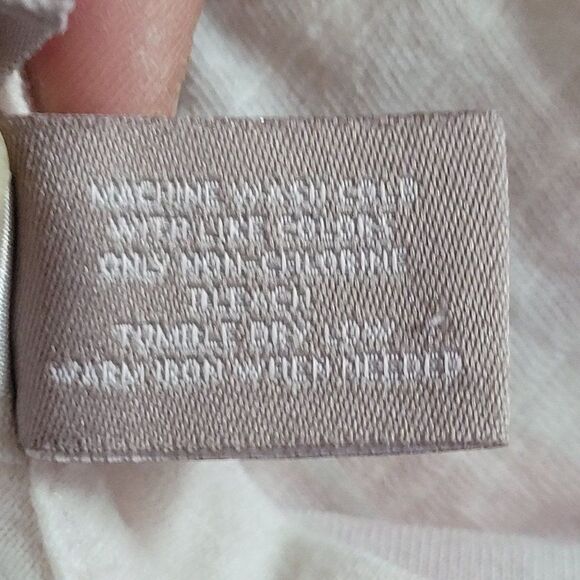 MACHINE WASH COLD
WITH LIKE COLORS
ONLY NON-CHLORINE
BLEACH
TUMBLE DRY LOW
WARM IRON WHEN NEEDED